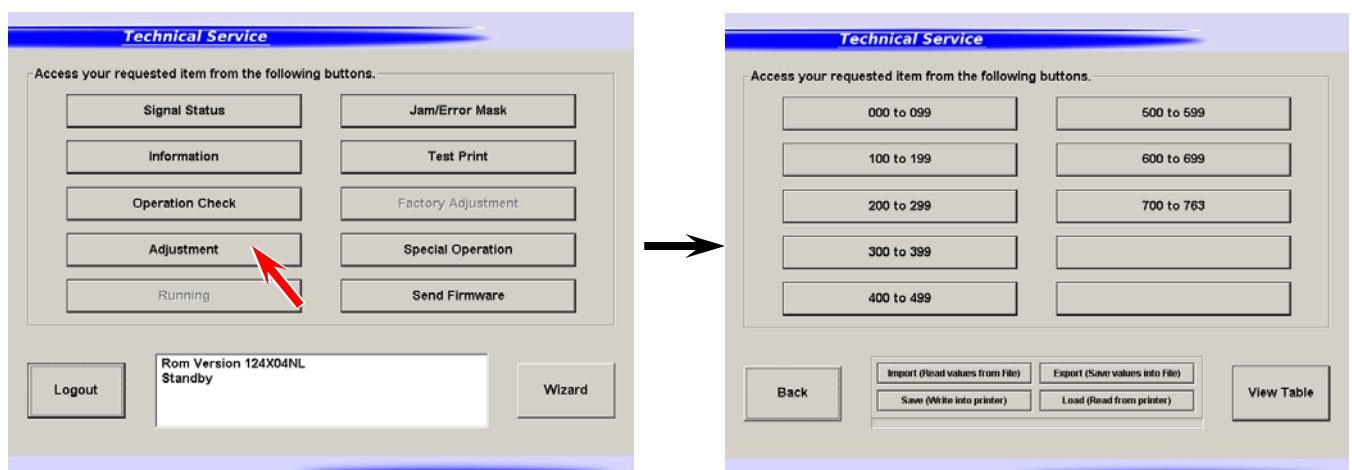 Technical Service
Access your requested item from the following buttons.
Signal Status
Jam/Error Mask
Information
Test Print
Operation Check
Factory Adjustment
Adjustment
Special Operation
Running
Send Firmware
Logout
Rom Version 124X04NL
Standby
Wizard
Technical Service
Access your requested item from the following buttons.
000 to 099
500 to 599
100 to 199
600 to 699
200 to 299
700 to 763
300 to 399
400 to 499
Back
Import (Read values from File)
Export (Save values into File)
Save (Write into printer)
Load (Read from printer)
View Table